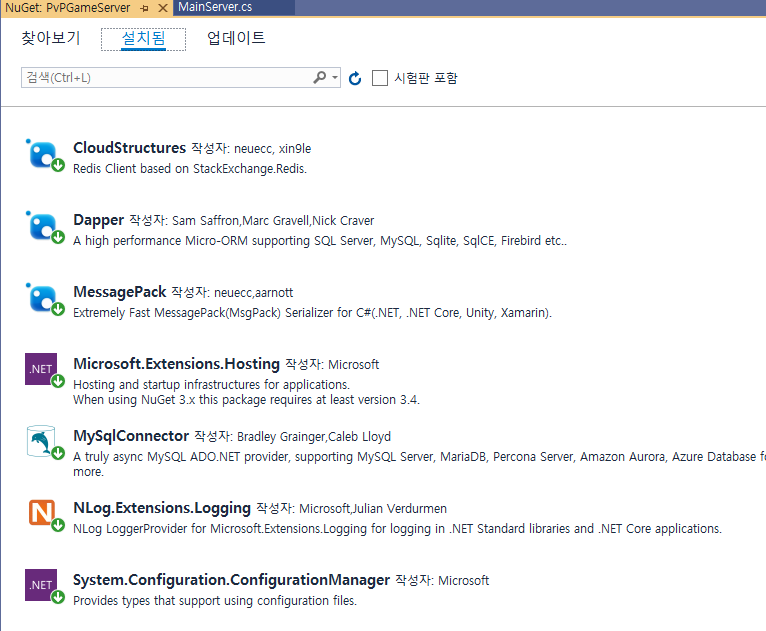 NuGet: PvPGameServer
MainServer.cs
찾아보기 설치됨 업데이트
검색(Ctrl+L) 시험판 포함
CloudStructures 작성자: neuecc, xin9le
Redis Client based on StackExchange.Redis.
Dapper 작성자: Sam Saffron,Marc Gravell,Nick Craver
A high performance Micro-ORM supporting SQL Server, MySQL, Sqlite, SqlCE, Firebird etc..
MessagePack 작성자: neuecc,aarnott
Extremely Fast MessagePack(MsgPack) Serializer for C#(.NET, .NET Core, Unity, Xamarin).
.NET
Microsoft.Extensions.Hosting 작성자: Microsoft
Hosting and startup infrastructures for applications.
When using NuGet 3.x this package requires at least version 3.4.
MySqlConnector 작성자: Bradley Grainger,Caleb Lloyd
A truly async MySQL ADO.NET provider, supporting MySQL Server, MariaDB, Percona Server, Amazon Aurora, Azure Database fo
more.
N
NLog.Extensions.Logging 작성자: Microsoft,Julian Verdurmen
NLog LoggerProvider for Microsoft.Extensions.Logging for logging in .NET Standard libraries and .NET Core applications.
.NET
System.Configuration.ConfigurationManager 작성자: Microsoft
Provides types that support using configuration files.